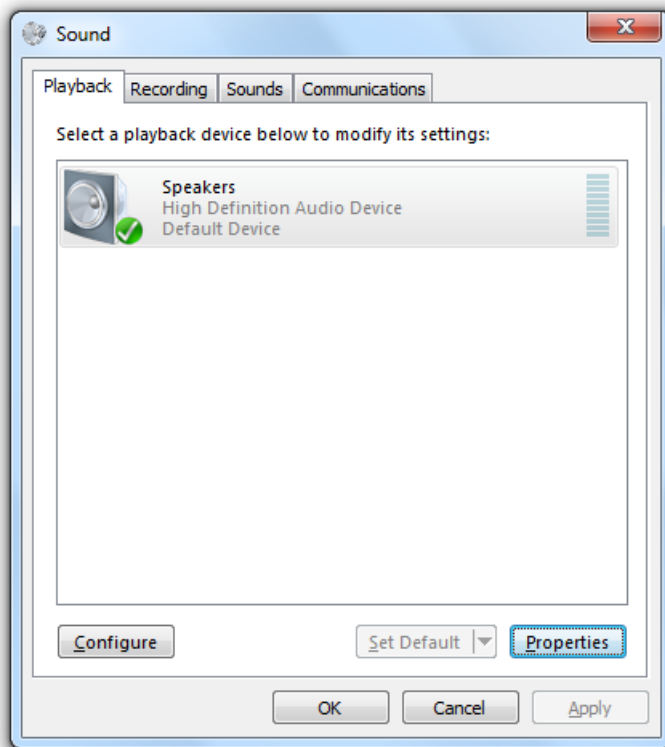 Sound
Playback Recording Sounds Communications
Select a playback device below to modify its settings:
Speakers
High Definition Audio Device
Default Device
Configure Set Default Properties
OK Cancel Apply